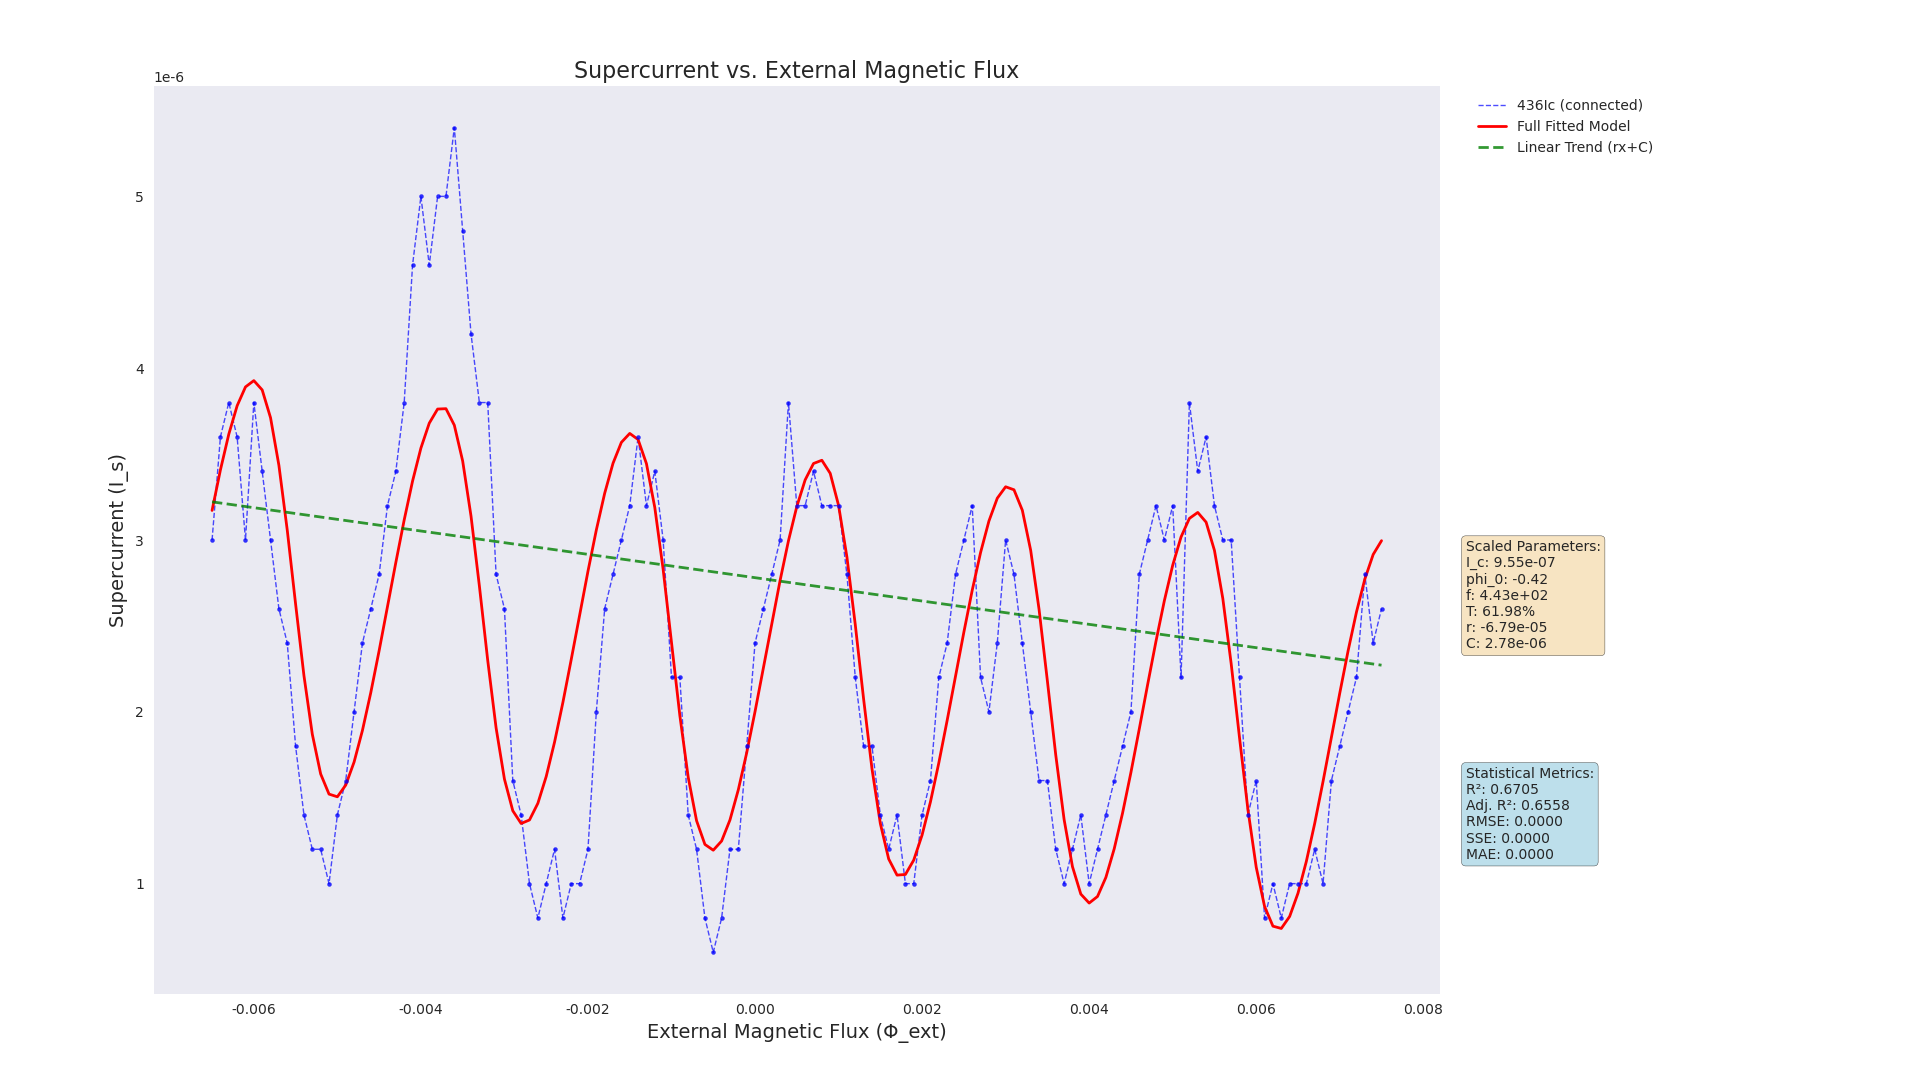 Supercurrent vs. External Magnetic Flux
1e-6
5
4
3
2
1
Supercurrent (I_s)
-0.006
-0.004
-0.002
0.000
0.002
0.004
0.006
0.008
External Magnetic Flux (Φ_ext)
436Ic (connected)
Full Fitted Model
Linear Trend (rx+C)
Scaled Parameters:
I_c: 9.55e-07
phi_0: -0.42
f: 4.43e+02
T: 61.98%
r: -6.79e-05
C: 2.78e-06
Statistical Metrics:
R²: 0.6705
Adj. R²: 0.6558
RMSE: 0.0000
SSE: 0.0000
MAE: 0.0000